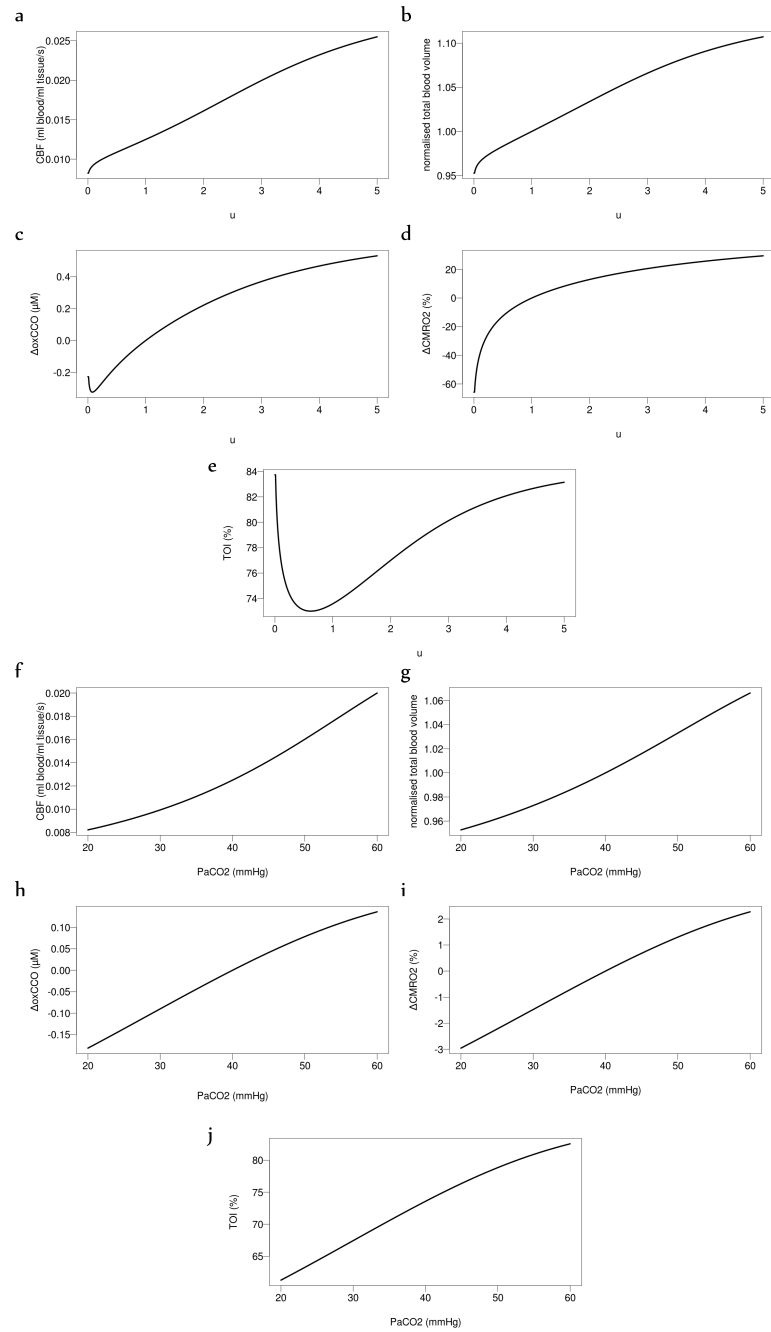 a
CBF (ml blood/ml tissue/s)
0.025
0.020
0.015
0.010
0 1 2 3 4 5
u
b
normalised total blood volume
1.10
1.05
1.00
0.95
0 1 2 3 4 5
u
c
ΔoxCCO (µM)
0.4
0.2
0.0
-0.2
0 1 2 3 4 5
u
d
ΔCMRO2 (%)
20
0
-20
-40
-60
0 1 2 3 4 5
u
e
TOI (%)
84
82
80
78
76
74
0 1 2 3 4 5
u
f
CBF (ml blood/ml tissue/s)
0.020
0.018
0.016
0.014
0.012
0.010
0.008
20 30 40 50 60
PaCO2 (mmHg)
g
normalised total blood volume
1.06
1.04
1.02
1.00
0.98
0.96
20 30 40 50 60
PaCO2 (mmHg)
h
ΔoxCCO (µM)
0.10
0.05
0.00
-0.05
-0.10
-0.15
20 30 40 50 60
PaCO2 (mmHg)
i
ΔCMRO2 (%)
2
1
0
-1
-2
-3
20 30 40 50 60
PaCO2 (mmHg)
j
TOI (%)
80
75
70
65
20 30 40 50 60
PaCO2 (mmHg)